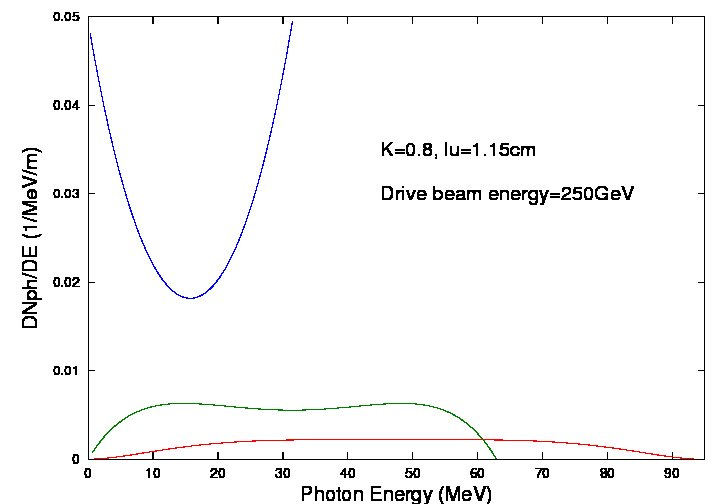 0.05
0.04
K=0.8, lu=1.15cm
0.03
Drive beam energy=250GeV
DNph/DE (1/MeV/m)
0.02
0.01
0
0 10 20 30 40 50 60 70 80 90
Photon Energy (MeV)